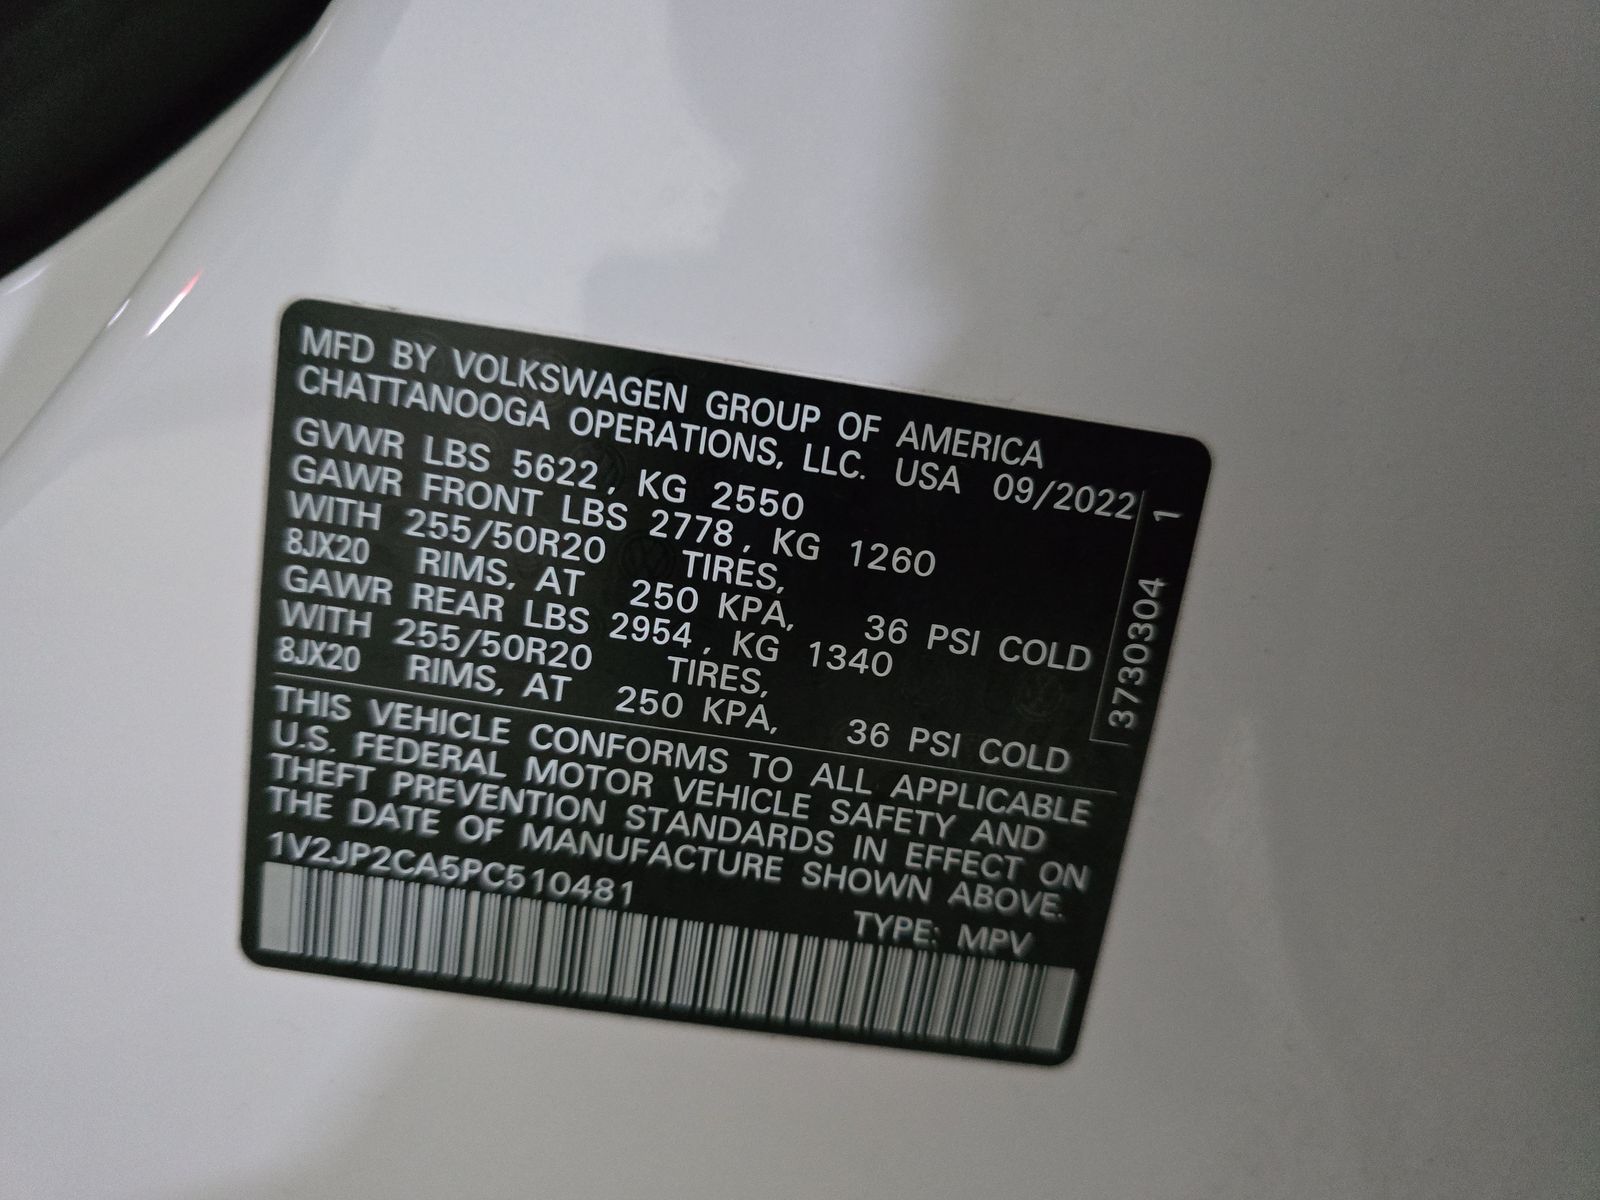 MFD BY VOLKSWAGEN GROUP OF AMERICA
CHATTANOOGA OPERATIONS, LLC. USA 09/2022
GVWR LBS 5622, KG 2550
GAWR FRONT LBS 2778, KG 1260
WITH 255/50R20 TIRES,
8JX20 RIMS, AT 250 KPA, 36 PSI COLD
GAWR REAR LBS 2954, KG 1340
WITH 255/50R20 TIRES,
8JX20 RIMS, AT 250 KPA, 36 PSI COLD
THIS VEHICLE CONFORMS TO ALL APPLICABLE
U.S. FEDERAL MOTOR VEHICLE SAFETY AND
THEFT PREVENTION STANDARDS IN EFFECT ON
THE DATE OF MANUFACTURE SHOWN ABOVE.
1V2JP2CA5PC510481 TYPE: MPV
3730304 1